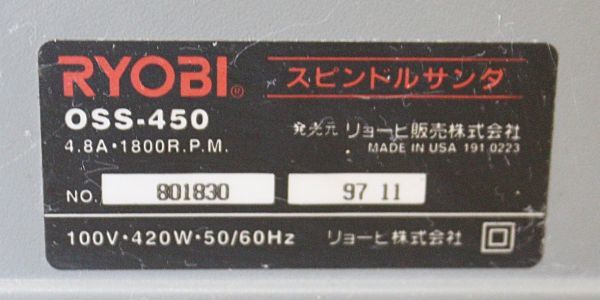 RYOBI® スピンドルサンダ
OSS-450
発売元 リョービ販売株式会社
4.8A・1800R.P.M.
MADE IN USA 191 0223
NO. 801830 97 11
100V・420W・50/60Hz リョービ株式会社